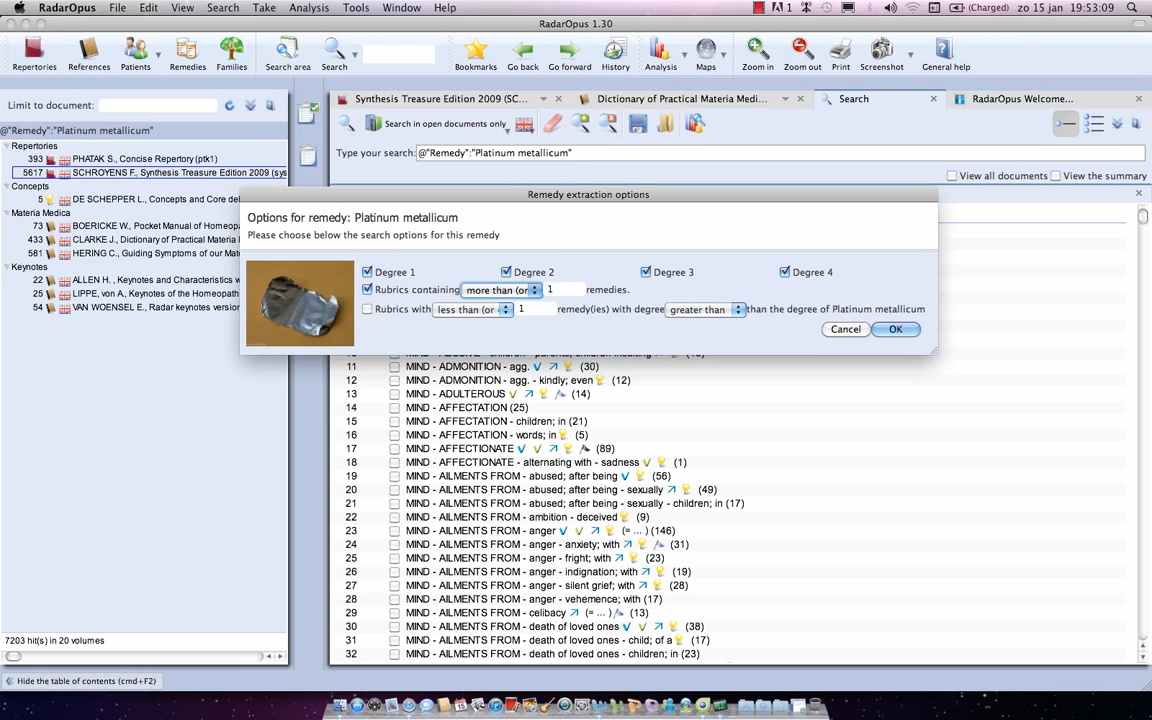 RadarOpus File Edit View Search Take Analysis Tools Window Help
1 (Charged) zo 15 jan 19:53:09
RadarOpus 1.30
Repertories References Patients Remedies Families Search area Search Bookmarks Go back Go forward History Analysis Maps Zoom in Zoom out Print Screenshot General help
Limit to document:
@"Remedy":"Platinum metallicum"
Repertories
393 PHATAK S., Concise Repertory (ptk1)
5617 SCHROYENS F., Synthesis Treasure Edition 2009 (sys
Concepts
5 DE SCHEPPER L., Concepts and Core del
Materia Medica
73 BOERICKE W., Pocket Manual of Homeop
433 CLARKE J., Dictionary of Practical Materia
581 HERING C., Guiding Symptoms of our Mat
Keynotes
22 ALLEN H. , Keynotes and Characteristics w
25 LIPPE, von A., Keynotes of the Homeopath
54 VAN WOENSEL E., Radar keynotes version
7203 hit(s) in 20 volumes
Hide the table of contents (cmd+F2)
Synthesis Treasure Edition 2009 (SC... Dictionary of Practical Materia Medi... Search RadarOpus Welcome...
Search in open documents only
Type your search: @"Remedy":"Platinum metallicum"
View all documents View the summary
Remedy extraction options
Options for remedy: Platinum metallicum
Please choose below the search options for this remedy
Degree 1 Degree 2 Degree 3 Degree 4
Rubrics containing more than (or 1 remedies.
Rubrics with less than (or 1 remedy(ies) with degree greater than than the degree of Platinum metallicum
Cancel OK
11 MIND - ADMONITION - agg. (30)
12 MIND - ADMONITION - agg. - kindly; even (12)
13 MIND - ADULTEROUS (14)
14 MIND - AFFECTATION (25)
15 MIND - AFFECTATION - children; in (21)
16 MIND - AFFECTATION - words; in (5)
17 MIND - AFFECTIONATE (89)
18 MIND - AFFECTIONATE - alternating with - sadness (1)
19 MIND - AILMENTS FROM - abused; after being (56)
20 MIND - AILMENTS FROM - abused; after being - sexually (49)
21 MIND - AILMENTS FROM - abused; after being - sexually - children; in (17)
22 MIND - AILMENTS FROM - ambition - deceived (9)
23 MIND - AILMENTS FROM - anger (= ... ) (146)
24 MIND - AILMENTS FROM - anger - anxiety; with (31)
25 MIND - AILMENTS FROM - anger - fright; with (23)
26 MIND - AILMENTS FROM - anger - indignation; with (19)
27 MIND - AILMENTS FROM - anger - silent grief; with (28)
28 MIND - AILMENTS FROM - anger - vehemence; with (17)
29 MIND - AILMENTS FROM - celibacy (= ... ) (13)
30 MIND - AILMENTS FROM - death of loved ones (38)
31 MIND - AILMENTS FROM - death of loved ones - child; of a (17)
32 MIND - AILMENTS FROM - death of loved ones - children; in (23)